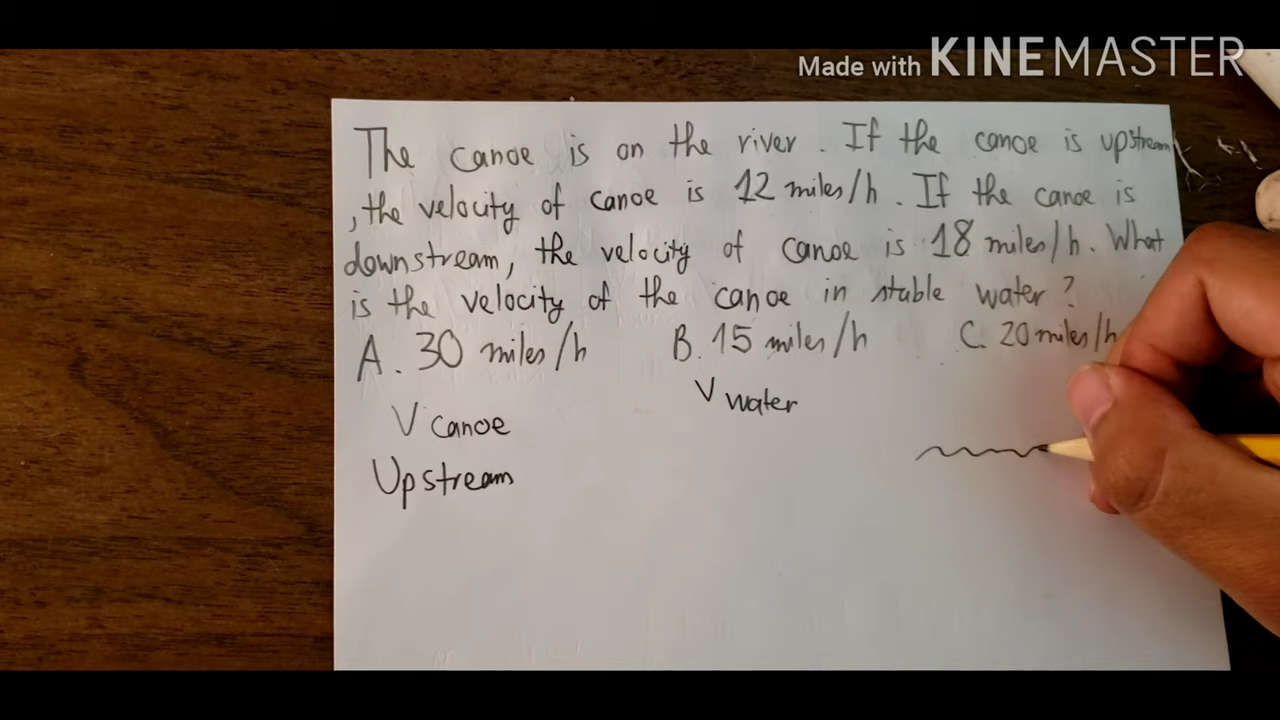 Made with KINEMASTER
The canoe is on the river. If the canoe is upstream
, the velocity of canoe is 12 miles/h. If the canoe is
downstream, the velocity of canoe is 18 miles/h. What
is the velocity of the canoe in stable water?
A. 30 miles/h B. 15 miles/h C. 20 miles/h
V canoe V water
Upstream